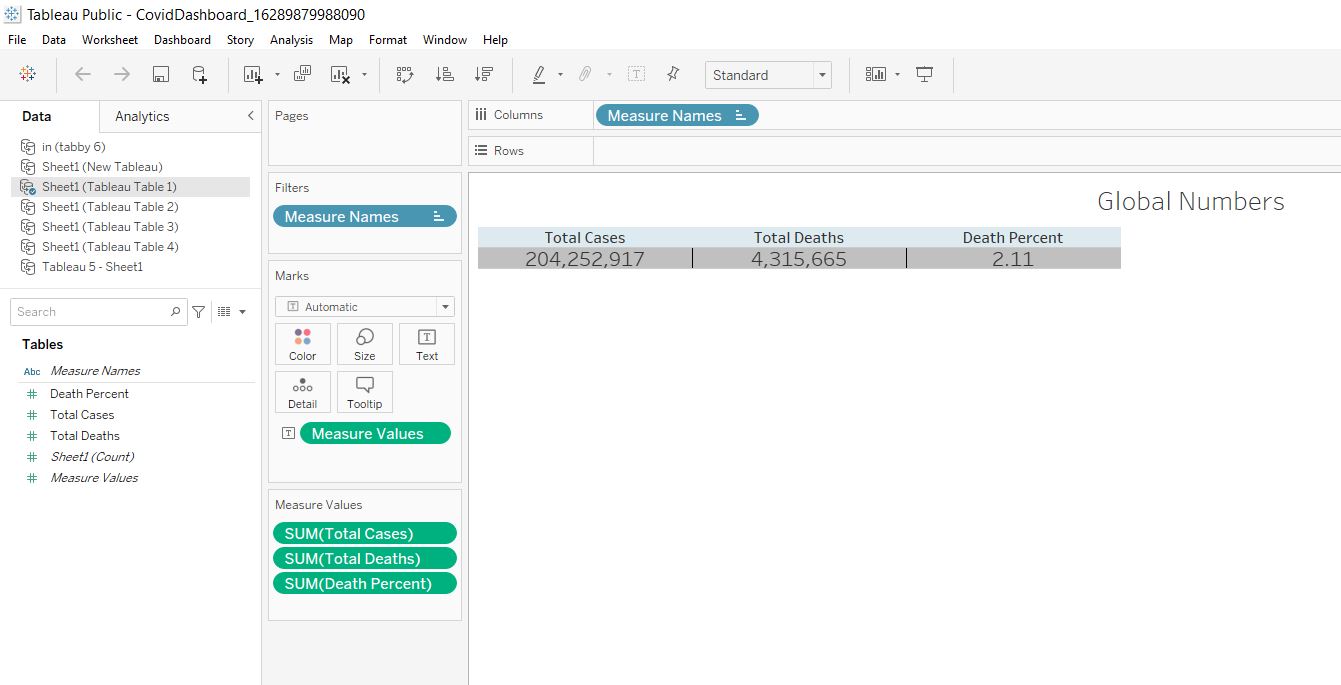 Tableau Public - CovidDashboard_16289879988090
File Data Worksheet Dashboard Story Analysis Map Format Window Help
Standard
Data Analytics
in (tabby 6)
Sheet1 (New Tableau)
Sheet1 (Tableau Table 1)
Sheet1 (Tableau Table 2)
Sheet1 (Tableau Table 3)
Sheet1 (Tableau Table 4)
Tableau 5 - Sheet1
Search
Tables
Abc Measure Names
Death Percent
Total Cases
Total Deaths
Sheet1 (Count)
Measure Values
Pages
Filters
Measure Names
Marks
T Automatic
Color Size Text
Detail Tooltip
T Measure Values
Measure Values
SUM(Total Cases)
SUM(Total Deaths)
SUM(Death Percent)
Columns Measure Names
Rows
Global Numbers
Total Cases Total Deaths Death Percent
204,252,917 4,315,665 2.11